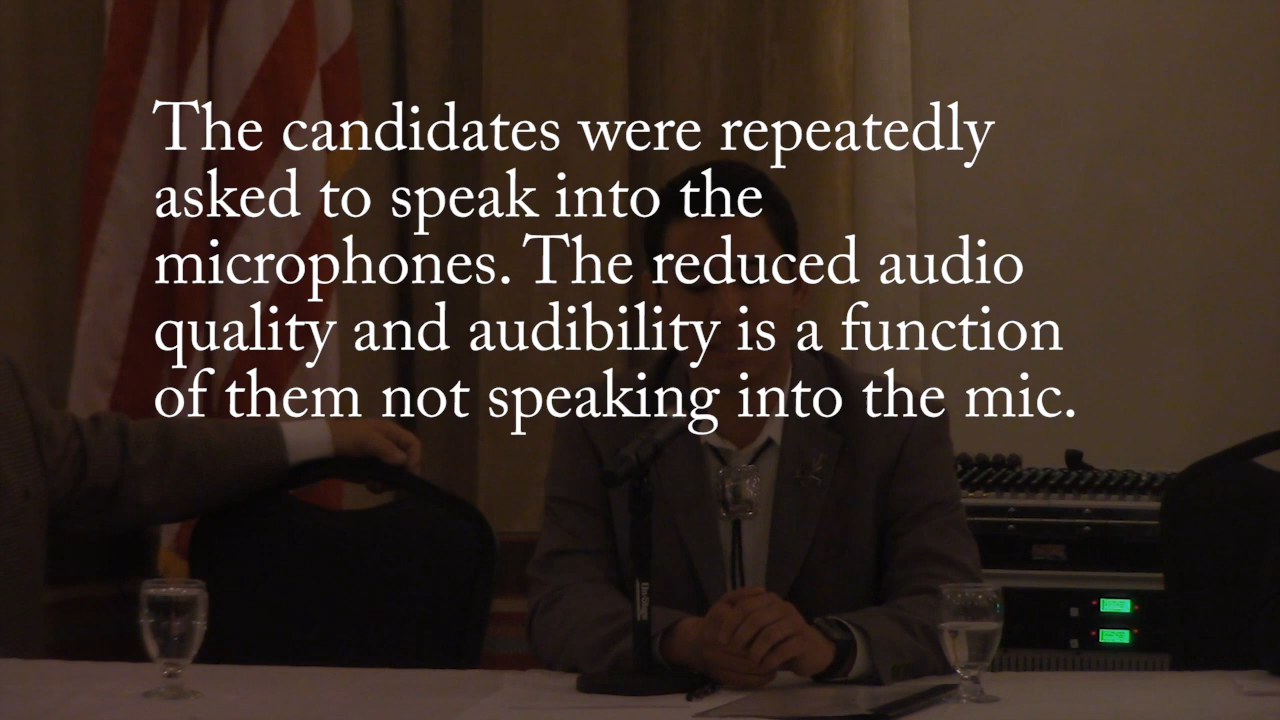 The candidates were repeatedly
asked to speak into the
microphones. The reduced audio
quality and audibility is a function
of them not speaking into the mic.